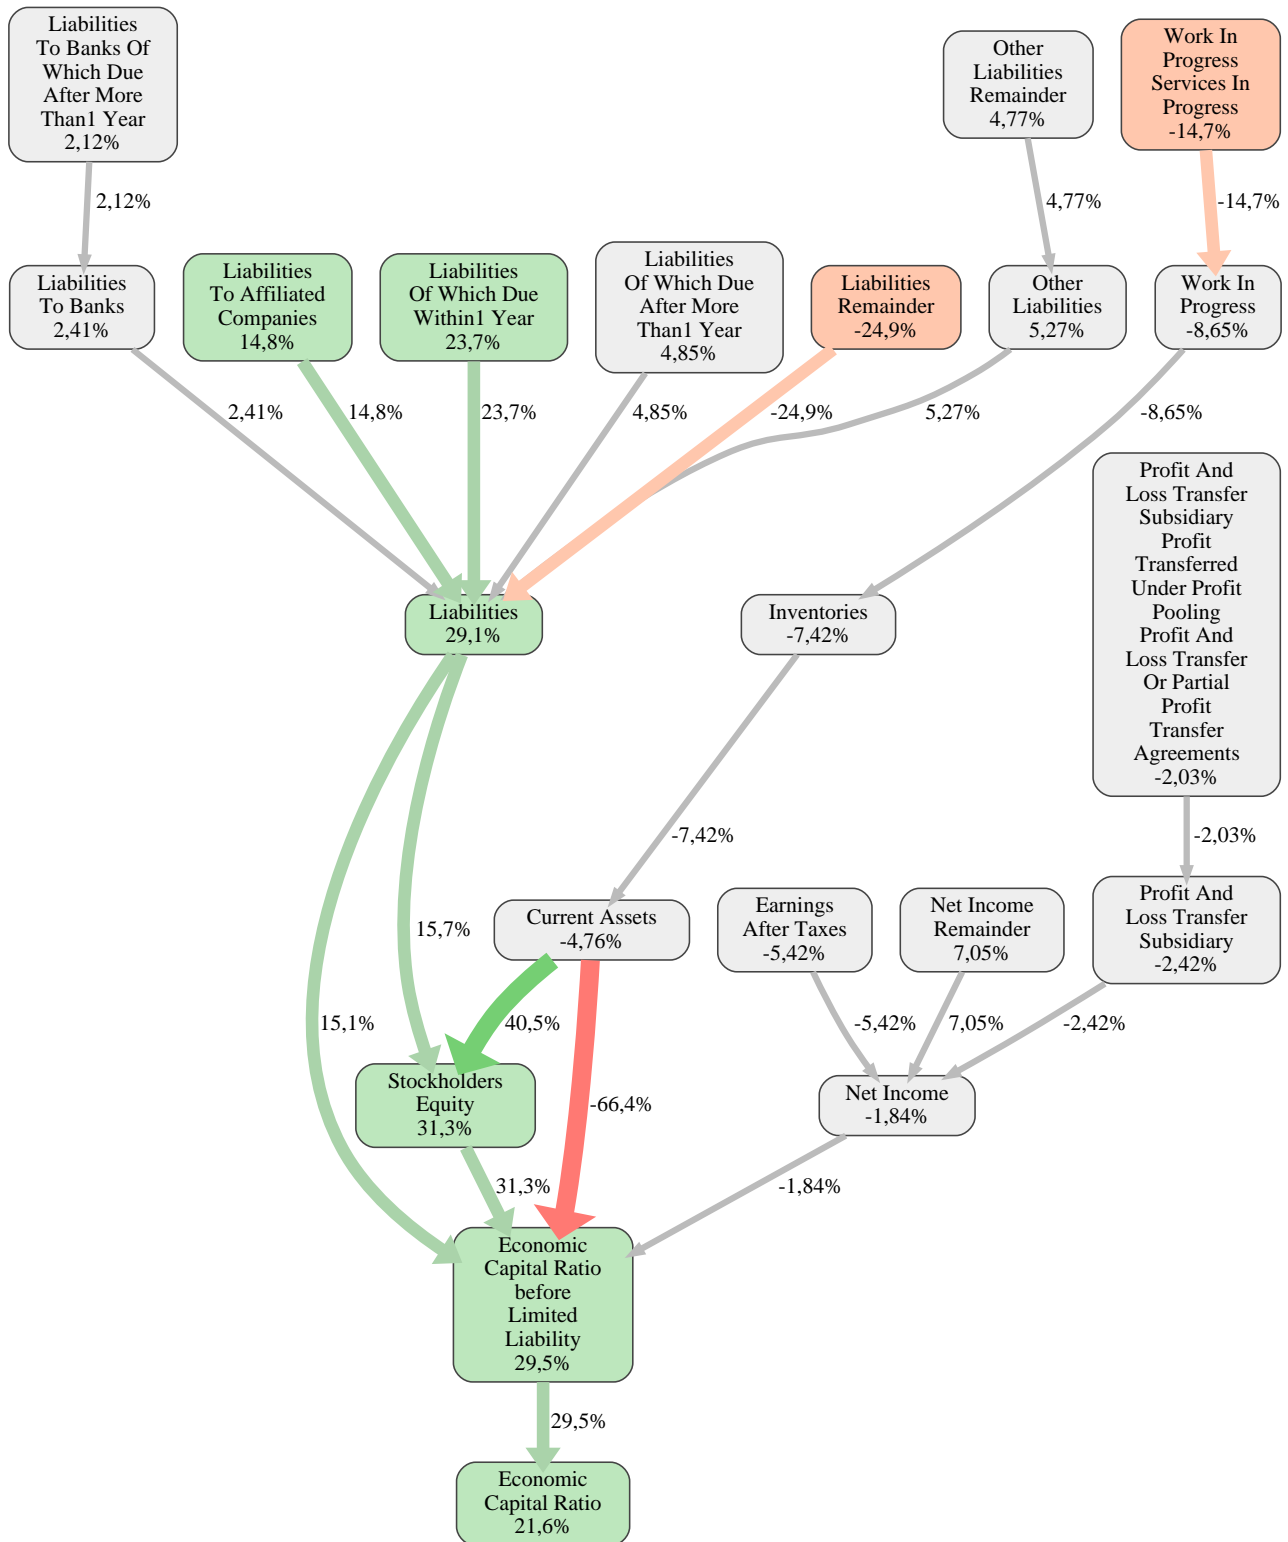 Liabilities
To Banks Of
Which Due
After More
Than1 Year
2,12%
Other
Liabilities
Remainder
4,77%
Work In
Progress
Services In
Progress
-14,7%
2,12%
4,77%
-14,7%
Liabilities
To Banks
2,41%
Liabilities
To Affiliated
Companies
14,8%
Liabilities
Of Which Due
Within1 Year
23,7%
Liabilities
Of Which Due
After More
Than1 Year
4,85%
Liabilities
Remainder
-24,9%
Other
Liabilities
5,27%
Work In
Progress
-8,65%
2,41%
14,8%
23,7%
4,85%
-24,9%
5,27%
-8,65%
Profit And
Loss Transfer
Subsidiary
Profit
Transferred
Under Profit
Pooling
Profit And
Loss Transfer
Or Partial
Profit
Transfer
Agreements
-2,03%
Liabilities
29,1%
Inventories
-7,42%
-7,42%
-2,03%
Current Assets
-4,76%
Earnings
After Taxes
-5,42%
Net Income
Remainder
7,05%
Profit And
Loss Transfer
Subsidiary
-2,42%
15,7%
15,1%
40,5%
-66,4%
-5,42%
7,05%
-2,42%
Stockholders
Equity
31,3%
Net Income
-1,84%
31,3%
-1,84%
Economic
Capital Ratio
before
Limited
Liability
29,5%
29,5%
Economic
Capital Ratio
21,6%